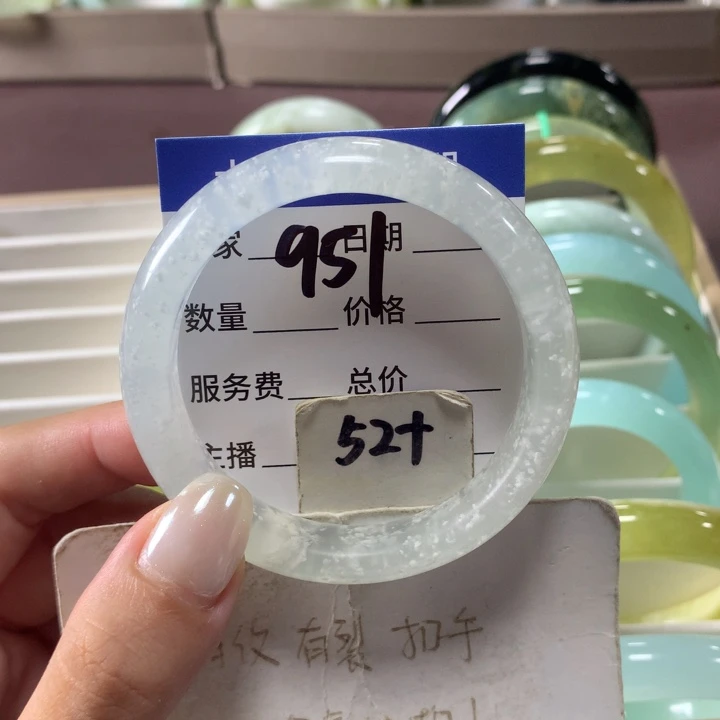 家 951 日期
数量 价格
服务费 总价
主播 52+
纹 有裂 扣手